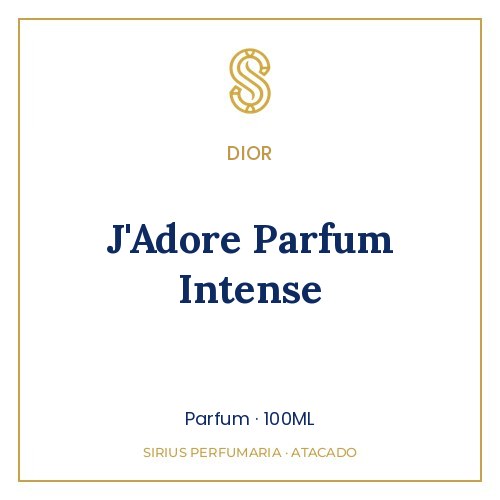 DIOR
J'Adore Parfum
Intense
Parfum · 100ML
SIRIUS PERFUMARIA · ATACADO